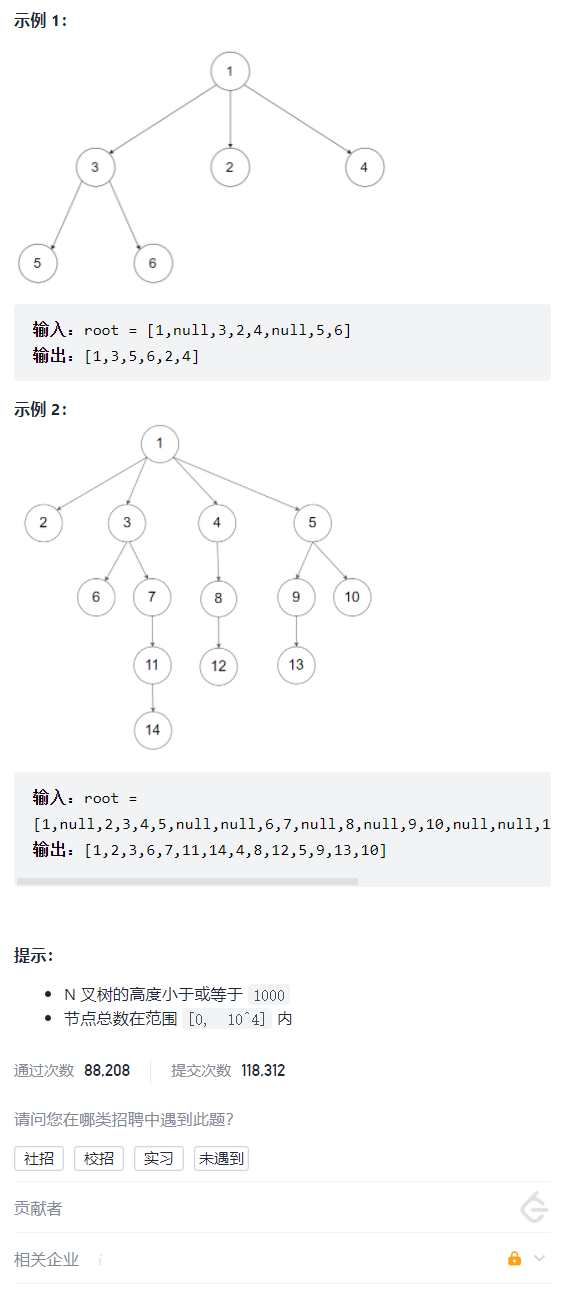 示例 1：
1
3
2
4
5
6
输入：root = [1,null,3,2,4,null,5,6]
输出：[1,3,5,6,2,4]
示例 2：
1
2
3
4
5
6
7
8
9
10
11
12
13
14
输入：root =
[1,null,2,3,4,5,null,null,6,7,null,8,null,9,10,null,null,1
输出：[1,2,3,6,7,11,14,4,8,12,5,9,13,10]
提示：
N 叉树的高度小于或等于 1000
节点总数在范围 [0, 10^4] 内
通过次数 88,208 提交次数 118,312
请问您在哪类招聘中遇到此题？
社招 校招 实习 未遇到
贡献者
相关企业 i